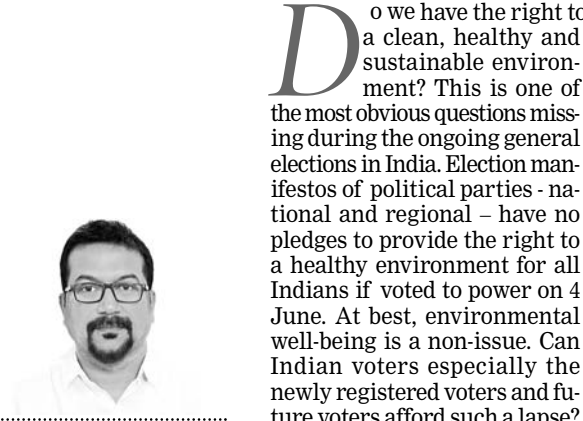 Do we have the right to
a clean, healthy and
sustainable environ-
ment? This is one of
the most obvious questions miss-
ing during the ongoing general
elections in India. Election man-
ifestos of political parties - na-
tional and regional – have no
pledges to provide the right to
a healthy environment for all
Indians if voted to power on 4
June. At best, environmental
well-being is a non-issue. Can
Indian voters especially the
newly registered voters and fu-
ture voters afford such a lapse?